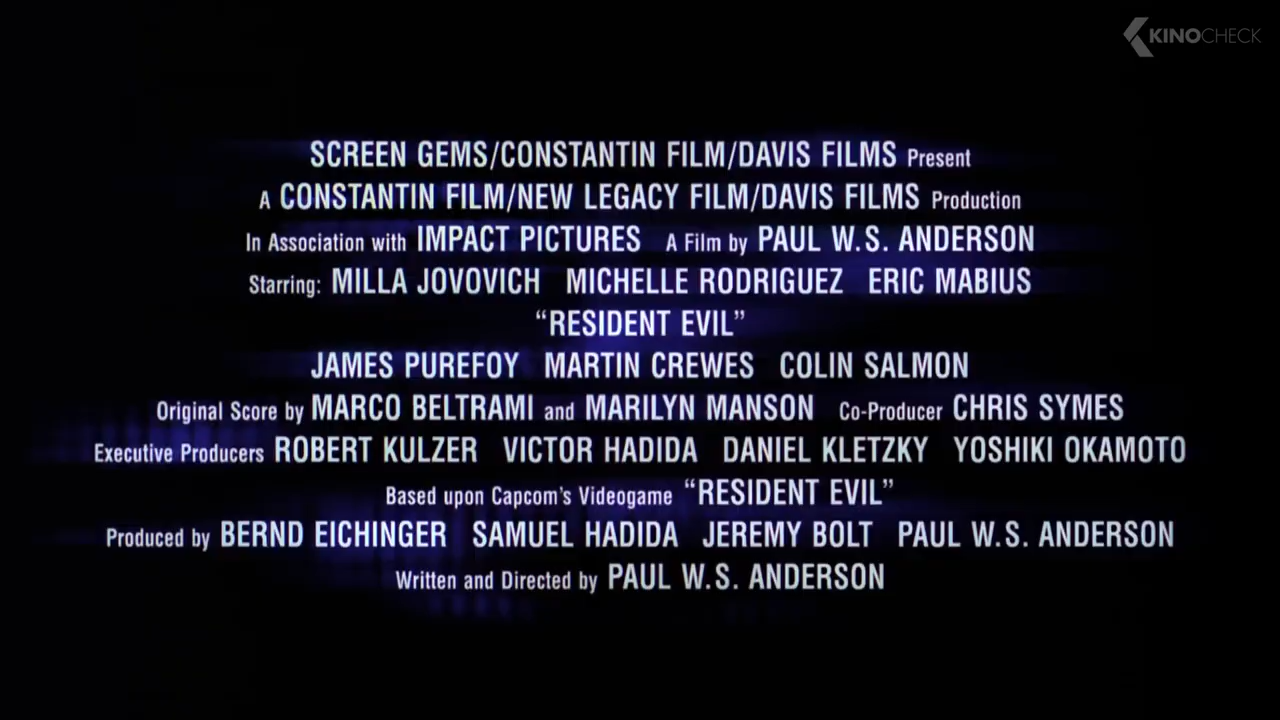 KINOCHECK
SCREEN GEMS/CONSTANTIN FILM/DAVIS FILMS Present
A CONSTANTIN FILM/NEW LEGACY FILM/DAVIS FILMS Production
In Association with IMPACT PICTURES A Film by PAUL W.S. ANDERSON
Starring: MILLA JOVOVICH MICHELLE RODRIGUEZ ERIC MABIUS
“RESIDENT EVIL”
JAMES PUREFOY MARTIN CREWES COLIN SALMON
Original Score by MARCO BELTRAMI and MARILYN MANSON Co-Producer CHRIS SYMES
Executive Producers ROBERT KULZER VICTOR HADIDA DANIEL KLETZKY YOSHIKI OKAMOTO
Based upon Capcom’s Videogame “RESIDENT EVIL”
Produced by BERND EICHINGER SAMUEL HADIDA JEREMY BOLT PAUL W.S. ANDERSON
Written and Directed by PAUL W.S. ANDERSON